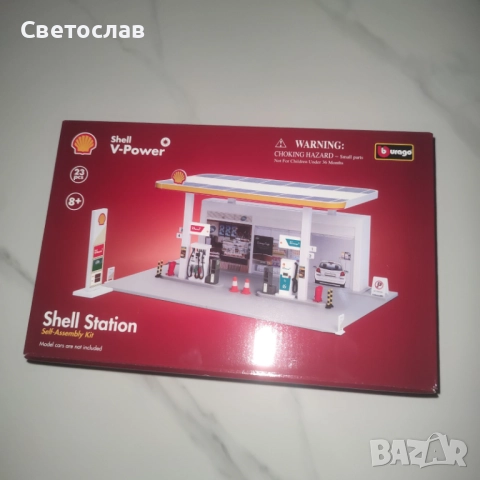 Светослав
Shell
V-Power
23
pcs
8+
⚠ WARNING:
CHOKING HAZARD – Small parts
Not For Children Under 36 Months
burago
Shell Station
Self-Assembly Kit
Model cars are not included
BAZAR